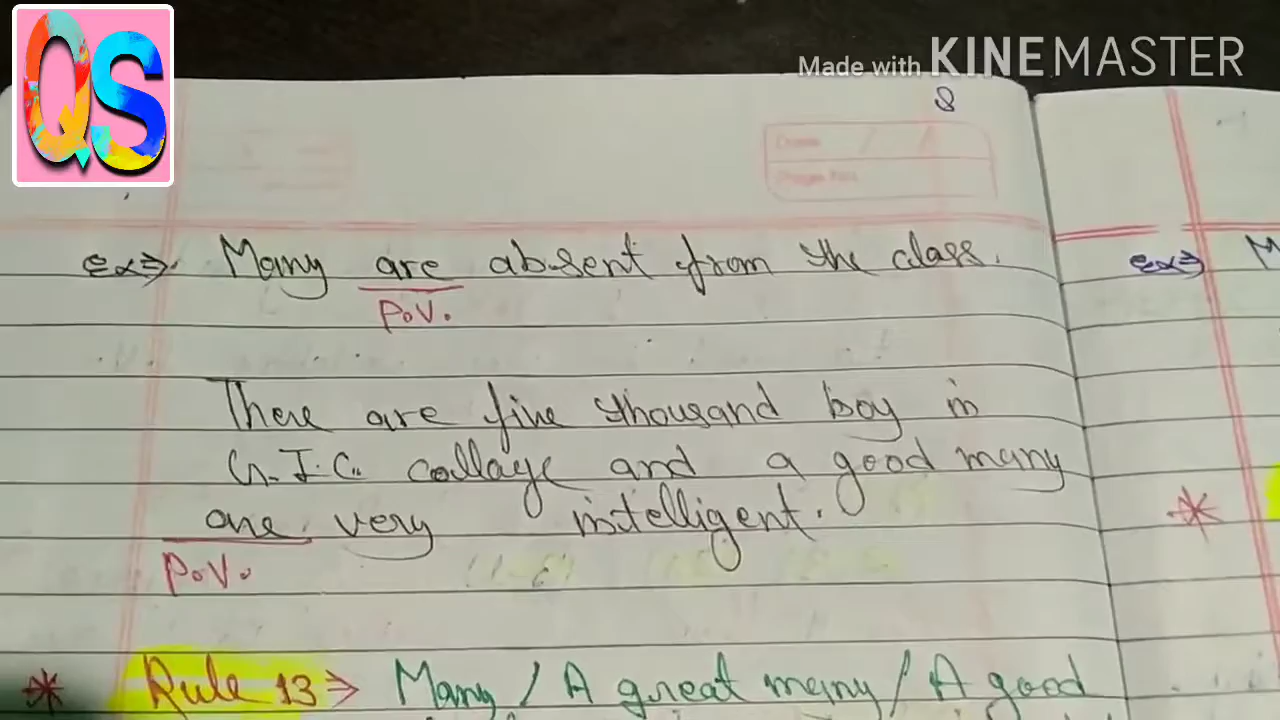 QS
Made with KINEMASTER
8
ex⇒ Many are absent from the class.
P.V.
There are five thousand boy in
G.I.C. collage and a good many
are very intelligent.
P.V.
* Rule 13 ⇒ Many / A great many / A good
ex⇒ M
*